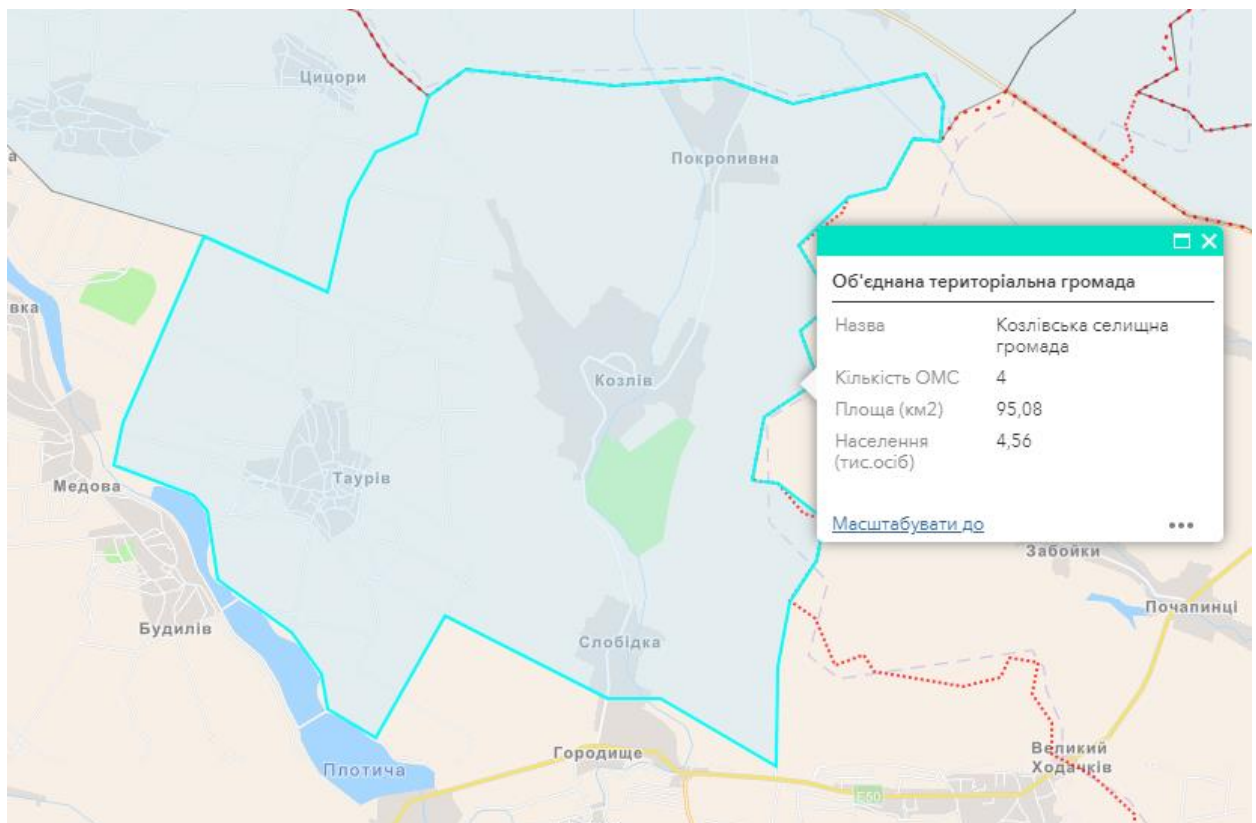 Цицори
Покропивна
а
вка
Об'єднана територіальна громада
Назва
Козлівська селищна
громада
Кількість ОМС
4
Площа (км2)
95,08
Населення
(тис.осіб)
4,56
Масштабувати до
Козлів
Таурів
Медова
Забойки
Почапинці
Будилів
Слобідка
Городище
Великий
Ходачків
Плотича
E50